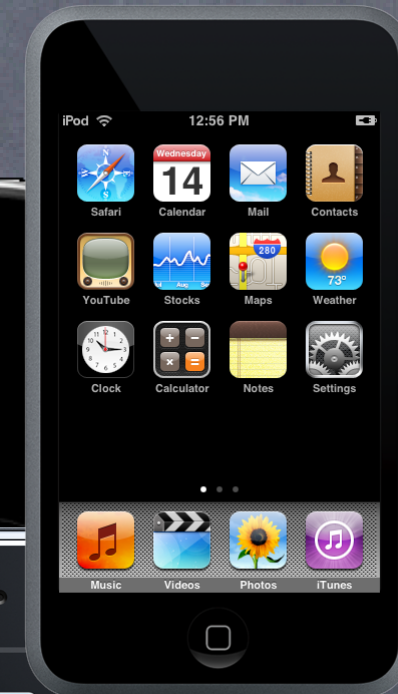 iPod 12:56 PM
Wednesday
14
280
73°
Safari Calendar Mail Contacts
Aug
YouTube Stocks Maps Weather
Clock Calculator Notes Settings
Music Videos Photos iTunes